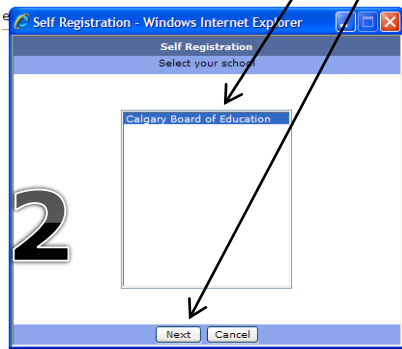 e
Self Registration - Windows Internet Explorer
Self Registration
Select your school
Calgary Board of Education
2
Next Cancel